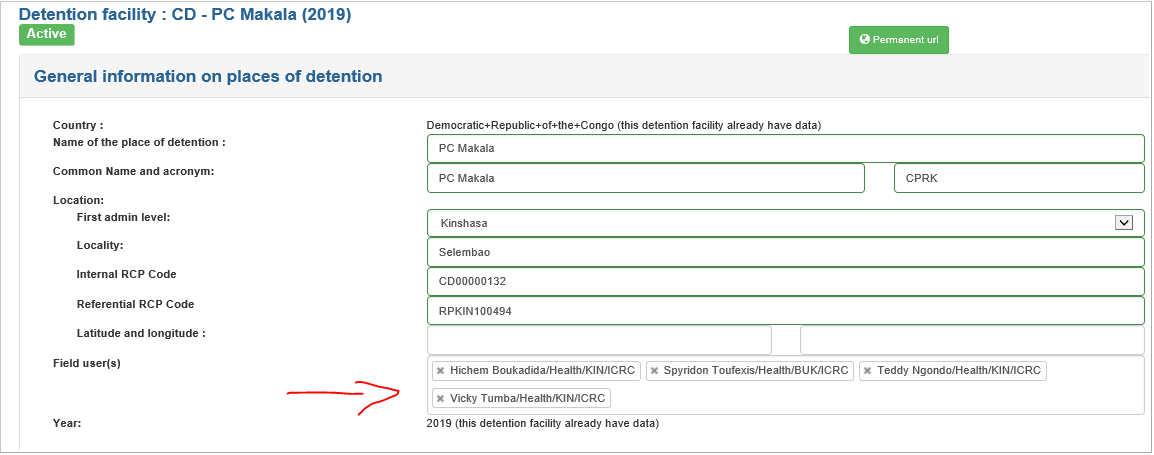 Detention facility : CD - PC Makala (2019)
Active
Permanent url
General information on places of detention
Country : Democratic+Republic+of+the+Congo (this detention facility already have data)
Name of the place of detention : PC Makala
Common Name and acronym: PC Makala CPRK
Location:
First admin level: Kinshasa
Locality: Selembao
Internal RCP Code CD00000132
Referential RCP Code RPKIN100494
Latitude and longitude :
Field user(s) × Hichem Boukadida/Health/KIN/ICRC × Spyridon Toufexis/Health/BUK/ICRC × Teddy Ngondo/Health/KIN/ICRC
× Vicky Tumba/Health/KIN/ICRC
Year: 2019 (this detention facility already have data)